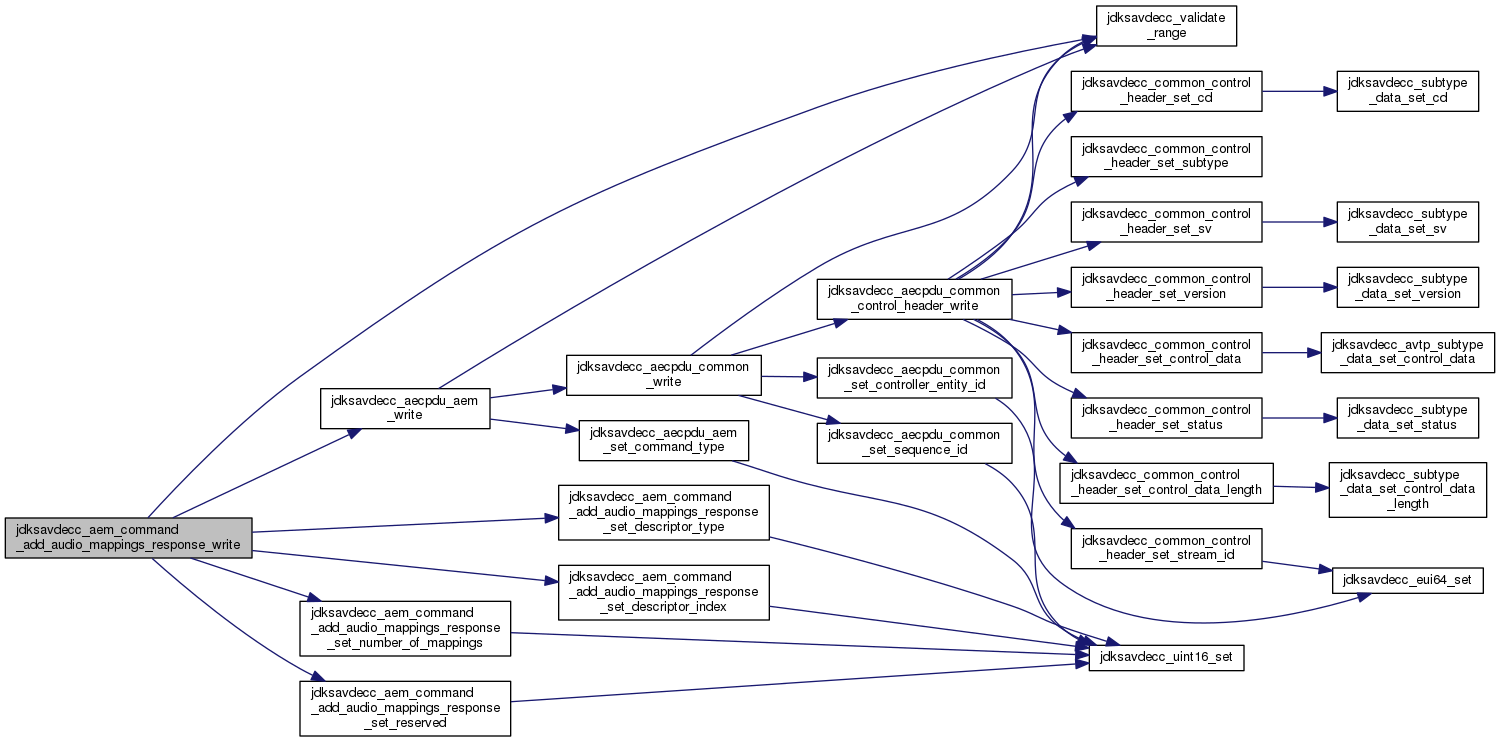 jdksavdecc_aem_command
_add_audio_mappings_response_write
jdksavdecc_aecpdu_aem
_write
jdksavdecc_aem_command
_add_audio_mappings_response
_set_number_of_mappings
jdksavdecc_aem_command
_add_audio_mappings_response
_set_reserved
jdksavdecc_aecpdu_common
_write
jdksavdecc_aecpdu_aem
_set_command_type
jdksavdecc_aem_command
_add_audio_mappings_response
_set_descriptor_type
jdksavdecc_aem_command
_add_audio_mappings_response
_set_descriptor_index
jdksavdecc_aecpdu_common
_control_header_write
jdksavdecc_aecpdu_common
_set_controller_entity_id
jdksavdecc_aecpdu_common
_set_sequence_id
jdksavdecc_validate
_range
jdksavdecc_common_control
_header_set_cd
jdksavdecc_common_control
_header_set_subtype
jdksavdecc_common_control
_header_set_sv
jdksavdecc_common_control
_header_set_version
jdksavdecc_common_control
_header_set_control_data
jdksavdecc_common_control
_header_set_status
jdksavdecc_common_control
_header_set_control_data_length
jdksavdecc_common_control
_header_set_stream_id
jdksavdecc_uint16_set
jdksavdecc_subtype
_data_set_cd
jdksavdecc_subtype
_data_set_sv
jdksavdecc_subtype
_data_set_version
jdksavdecc_avtp_subtype
_data_set_control_data
jdksavdecc_subtype
_data_set_status
jdksavdecc_subtype
_data_set_control_data
_length
jdksavdecc_eui64_set